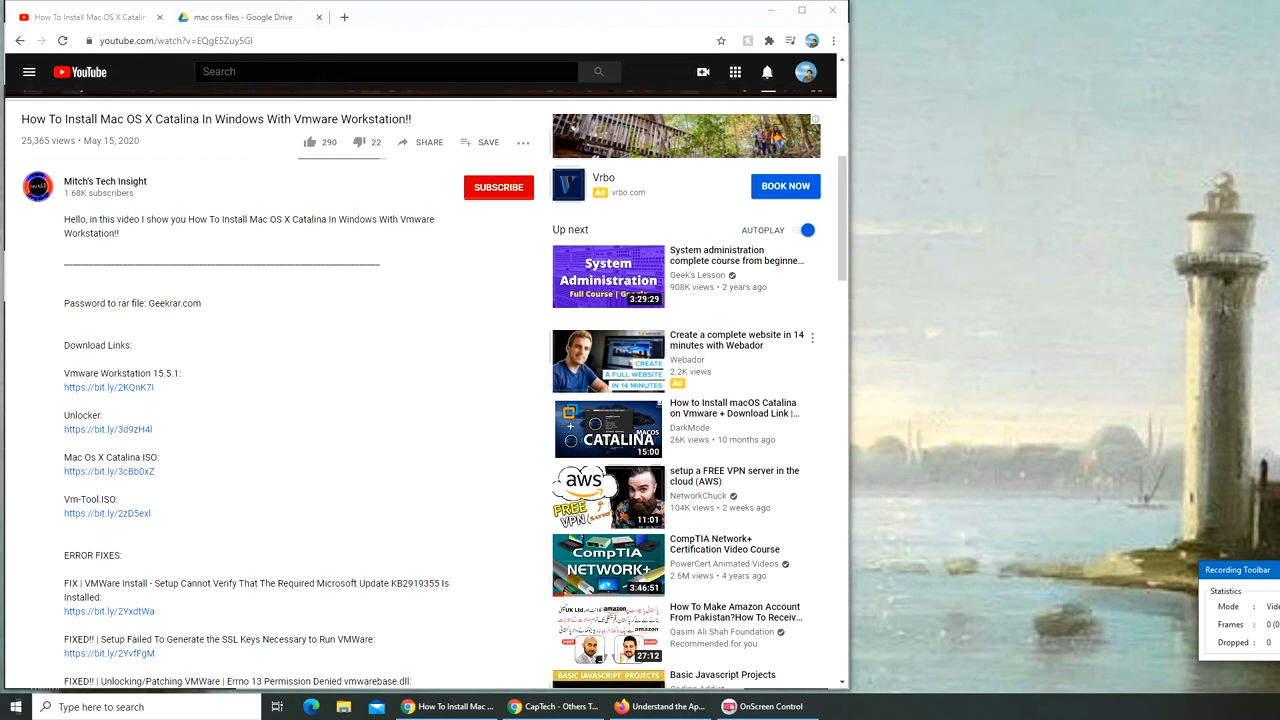 How To Install Mac OS X Catalin
mac osx files - Google Drive
youtube.com/watch?v=EQgE5Zuy5GI
YouTube
Search
How To Install Mac OS X Catalina In Windows With Vmware Workstation!!
25,365 views • May 15, 2020
290
22
SHARE
SAVE
Mitch's Tech Insight
1.68K subscribers
SUBSCRIBE
Hello, in this video I show you How To Install Mac OS X Catalina In Windows With Vmware
Workstation!!
Password to rar file: Geekrar.com
Download Links:
Vmware Workstation 15.5.1:
https://bit.ly/2KQnK7I
Unlocker:
https://bit.ly/3d9zH4l
Mac Os X Catalina ISO:
https://bit.ly/3cBb0xZ
Vm-Tool.ISO:
https://bit.ly/2zD5exl
ERROR FIXES:
FIX | VMWare Install - Setup Cannot Verify That The Required Microsoft Update KB2919355 Is
Installed:
https://bit.ly/2YxdtWa
FIXED!! | Setup Failed To Generate the SSL Keys Necessary to Run VMWare:
https://bit.ly/2YvfFgM
FIXED!! | Unlocking/Patching VMWare | Errno 13 Permission Denied vmwarebase.dll:
Vrbo
Ad vrbo.com
BOOK NOW
Up next
AUTOPLAY
System
Administration
Full Course |
3:29:29
System administration
complete course from beginne...
Geek's Lesson
908K views • 2 years ago
CREATE
A FULL WEBSITE
IN 14 MINUTES
Create a complete website in 14
minutes with Webador
Webador
2.2K views
Ad
MACOS
CATALINA
15:00
How to Install macOS Catalina
on Vmware + Download Link |...
DarkMode
26K views • 10 months ago
aws
FREE
VPN
11:01
setup a FREE VPN server in the
cloud (AWS)
NetworkChuck
104K views • 2 weeks ago
CompTIA
NETWORK+
3:46:51
CompTIA Network+
Certification Video Course
PowerCert Animated Videos
2.6M views • 4 years ago
27:12
How To Make Amazon Account
From Pakistan?How To Receiv...
Qasim Ali Shah Foundation
Recommended for you
BASIC JAVASCRIPT PROJECTS
Basic Javascript Projects
Recording Toolbar
Statistics
Mode :
Frames : 0 (0
Dropped : 0
Type here to search
How To Install Mac ...
CapTech - Others T...
Understand the Ap...
OnScreen Control